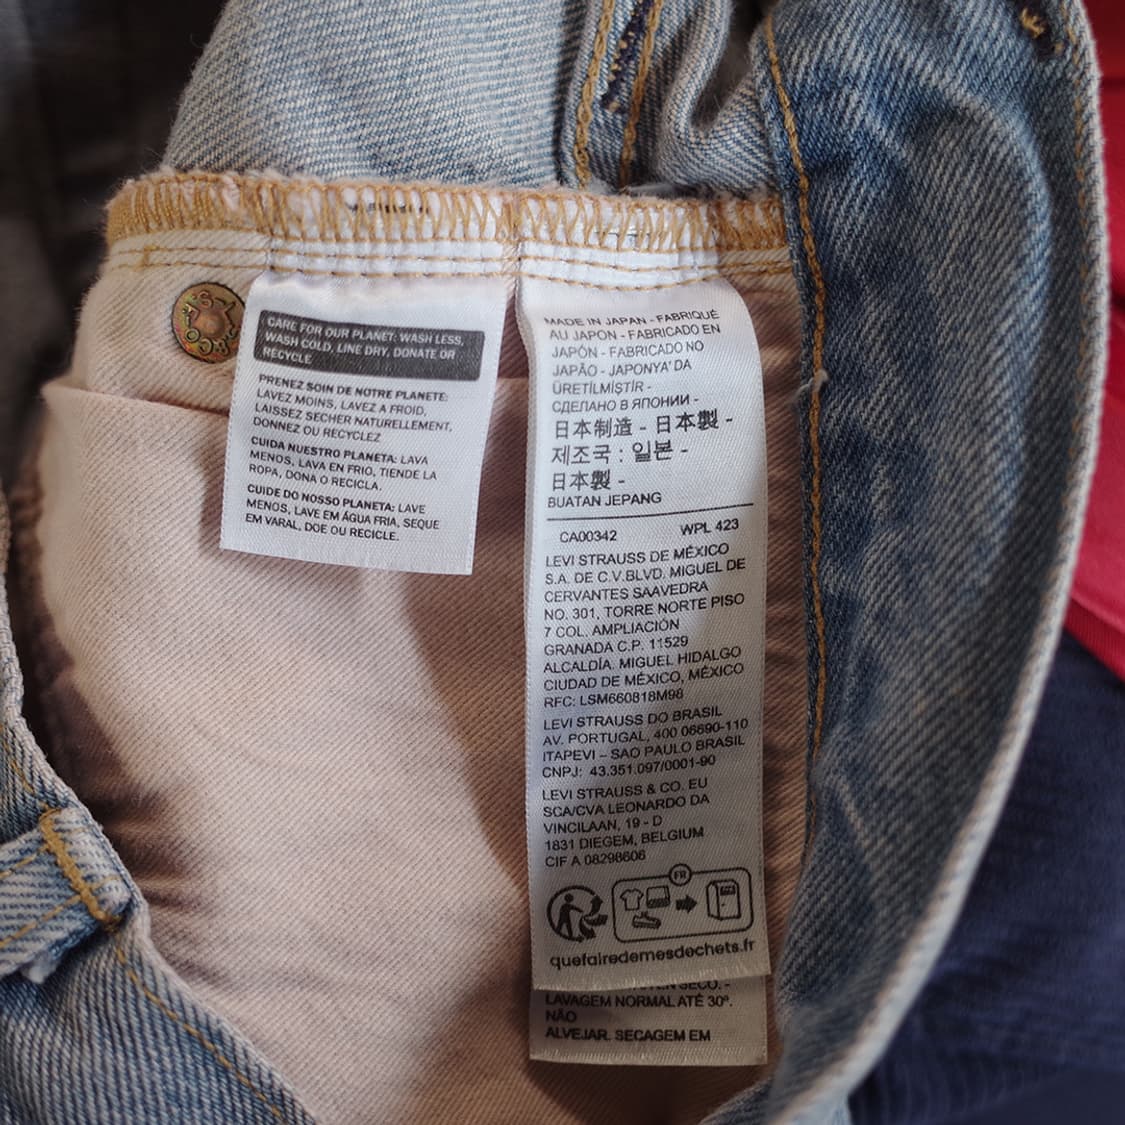 LS&CO
CARE FOR OUR PLANET: WASH LESS,
WASH COLD, LINE DRY, DONATE OR
RECYCLE
PRENEZ SOIN DE NOTRE PLANETE:
LAVEZ MOINS, LAVEZ A FROID,
LAISSEZ SECHER NATURELLEMENT,
DONNEZ OU RECYCLEZ
CUIDA NUESTRO PLANETA: LAVA
MENOS, LAVA EN FRIO, TIENDE LA
ROPA, DONA O RECICLA.
CUIDE DO NOSSO PLANETA: LAVE
MENOS, LAVE EM ÁGUA FRIA, SEQUE
EM VARAL, DOE OU RECICLE.
MADE IN JAPAN - FABRIQUÉ
AU JAPON - FABRICADO EN
JAPÓN - FABRICADO NO
JAPÃO - JAPONYA' DA
ÜRETİLMİŞTİR -
СДЕЛАНО В ЯПОНИИ -
日本制造 - 日本製 -
제조국 : 일본 -
日本製 -
BUATAN JEPANG
CA00342 WPL 423
LEVI STRAUSS DE MÉXICO
S.A. DE C.V.BLVD. MIGUEL DE
CERVANTES SAAVEDRA
NO. 301, TORRE NORTE PISO
7 COL. AMPLIACIÓN
GRANADA C.P. 11529
ALCALDÍA. MIGUEL HIDALGO
CIUDAD DE MÉXICO, MÉXICO
RFC: LSM660818M98
LEVI STRAUSS DO BRASIL
AV. PORTUGAL, 400 06690-110
ITAPEVI – SAO PAULO BRASIL
CNPJ: 43.351.097/0001-90
LEVI STRAUSS & CO. EU
SCA/CVA LEONARDO DA
VINCILAAN, 19 - D
1831 DIEGEM, BELGIUM
CIF A 08298606
FR
quefairedemesdechets.fr
SECO. -
LAVAGEM NORMAL ATÉ 30º.
NÃO
ALVEJAR. SECAGEM EM